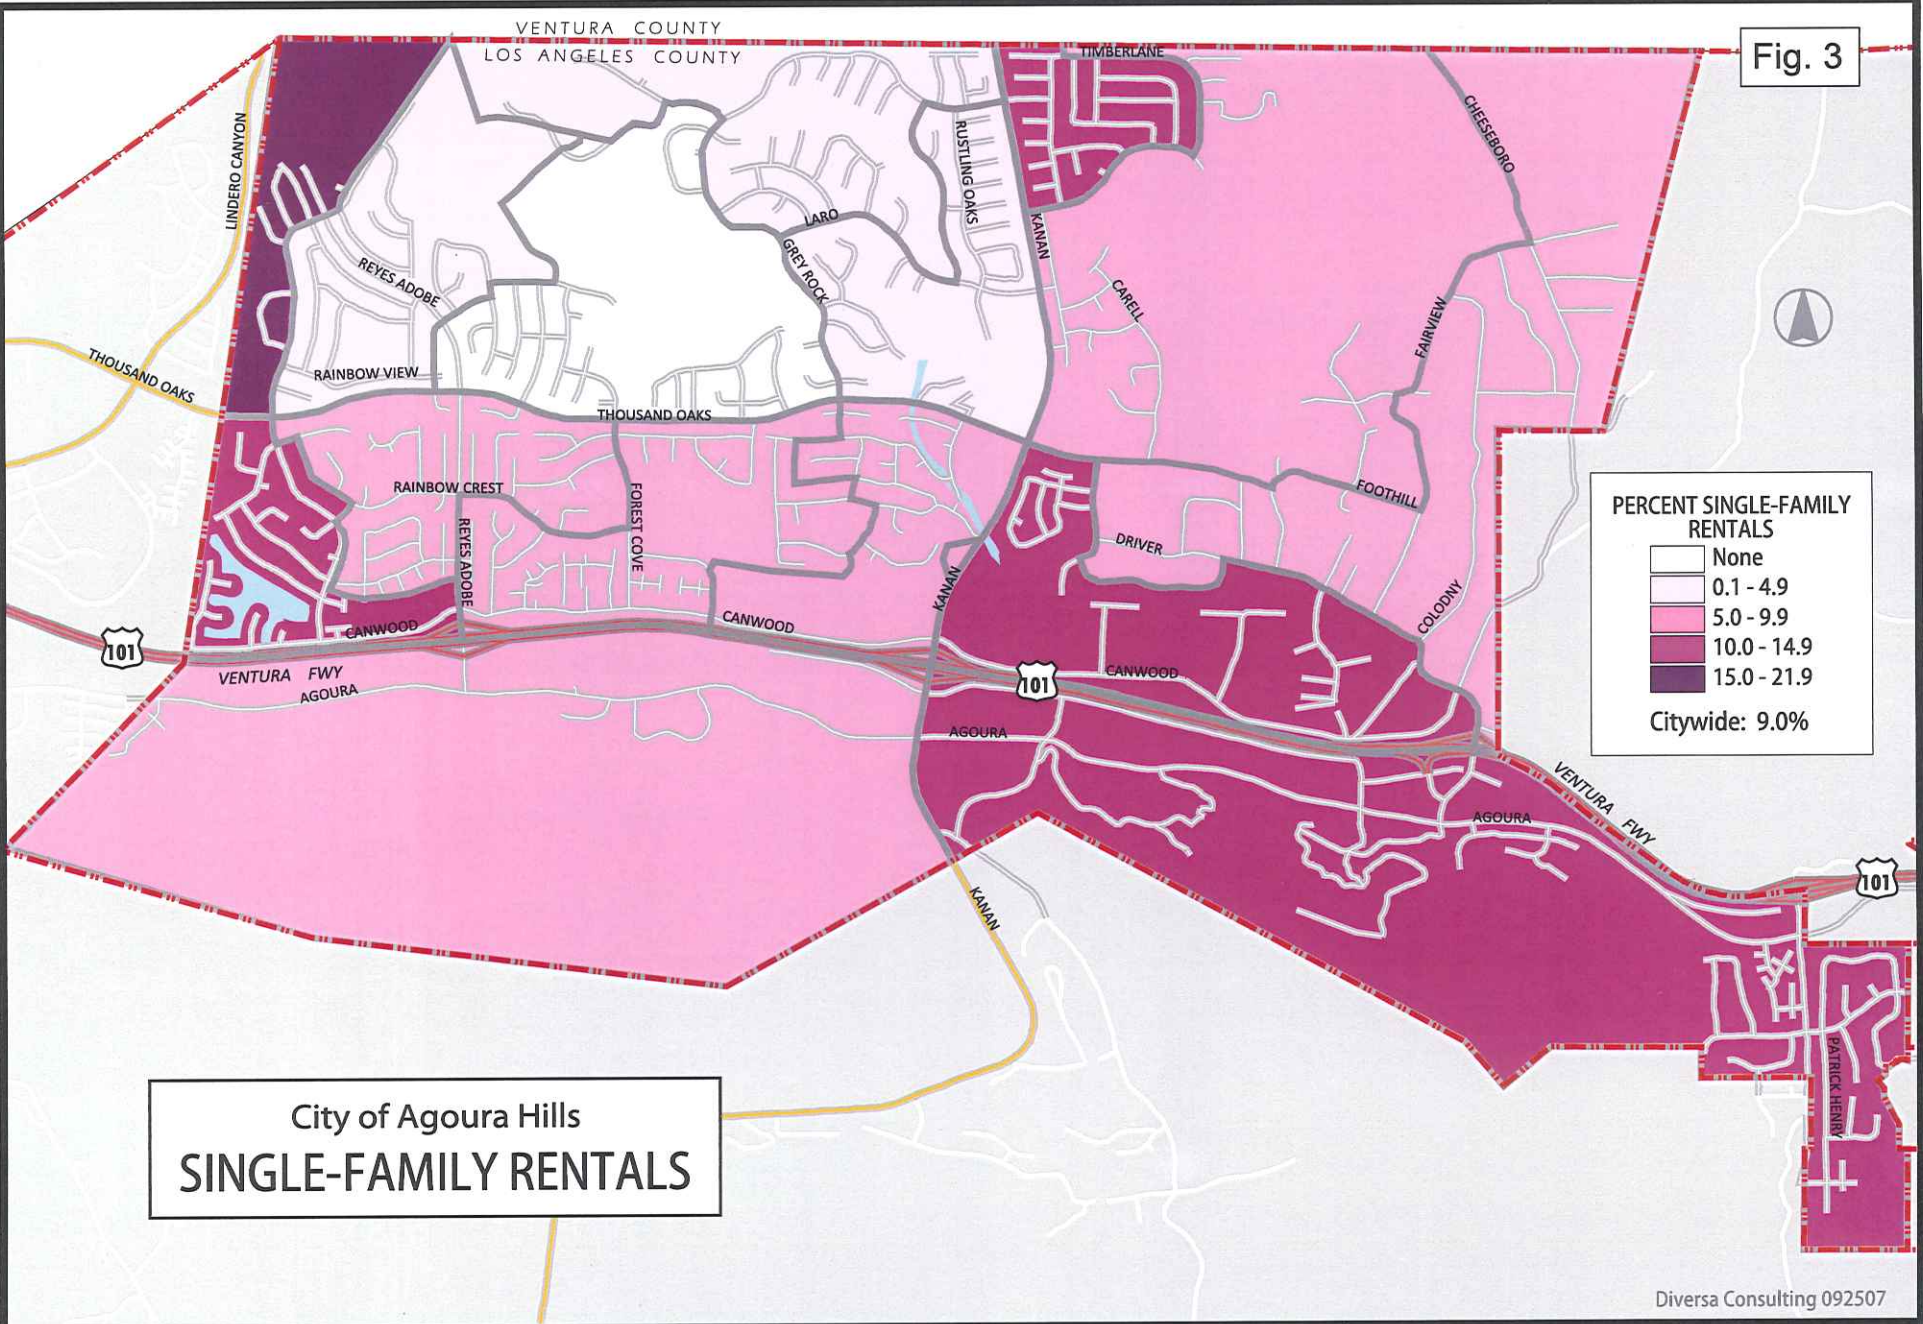 VENTURA COUNTY
LOS ANGELES COUNTY
Fig. 3
TIMBERLANE
CHEESEBORO
LINDERO CANYON
RUSTLING OAKS
LARO
KANAN
GREY ROCK
REYES ADOBE
CARELL
FAIRVIEW
THOUSAND OAKS
RAINBOW VIEW
THOUSAND OAKS
RAINBOW CREST
FOREST COVE
REYES ADOBE
FOOTHILL
DRIVER
KANAN
COLODNY
CANWOOD
CANWOOD
CANWOOD
101
VENTURA FWY
AGOURA
101
AGOURA
VENTURA FWY
AGOURA
101
KANAN
PATRICK HENRY
PERCENT SINGLE-FAMILY
RENTALS
None
0.1 - 4.9
5.0 - 9.9
10.0 - 14.9
15.0 - 21.9
Citywide: 9.0%
City of Agoura Hills
SINGLE-FAMILY RENTALS
Diversa Consulting 092507